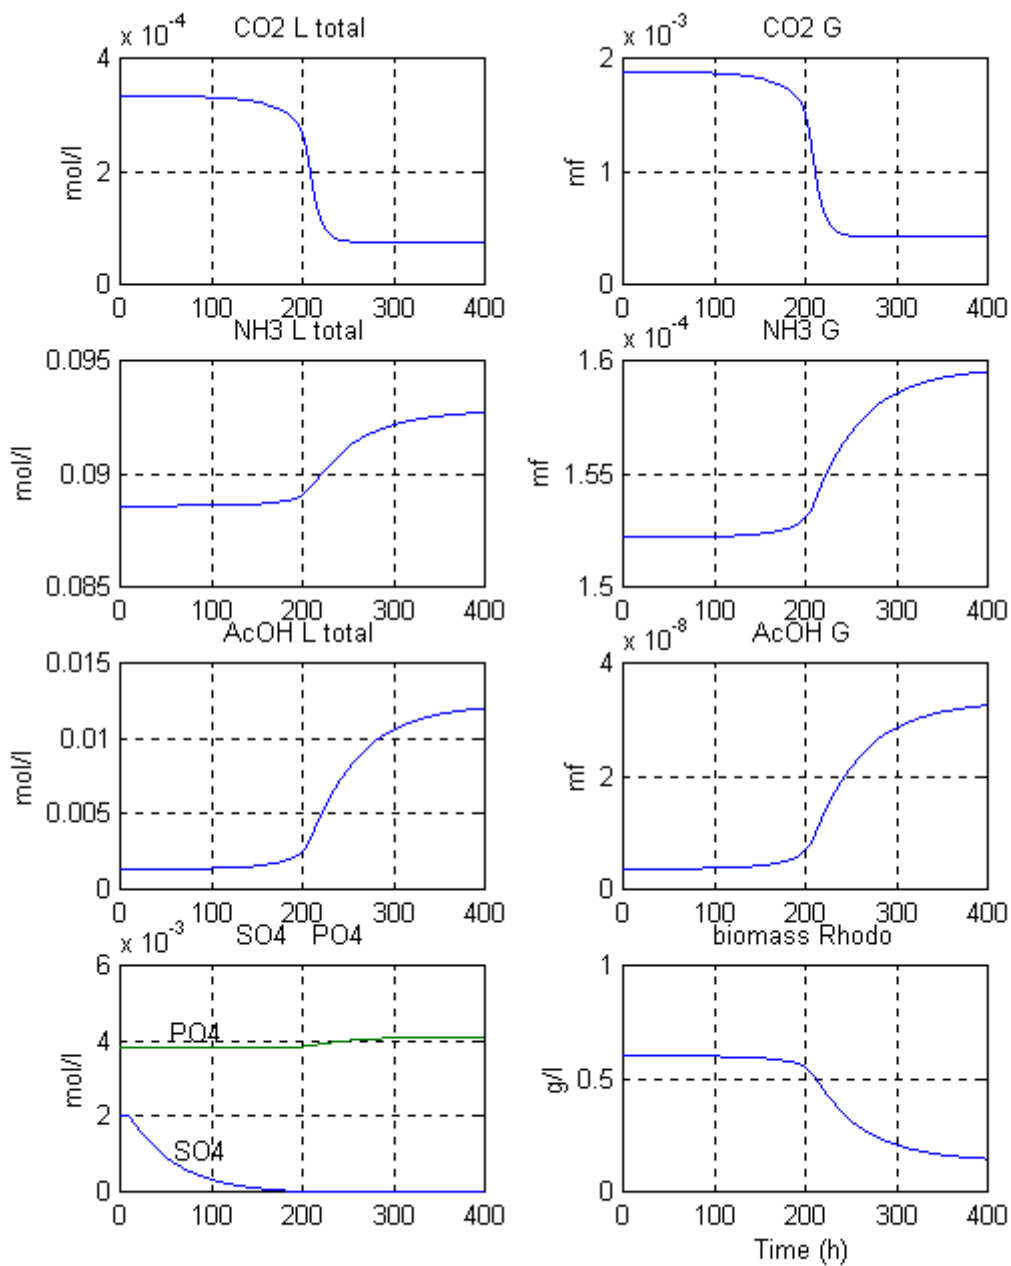 CO2 L total
x 10^-4
4
2
0
mol/l
0 100 200 300 400
CO2 G
x 10^-3
2
1
0
mf
0 100 200 300 400
NH3 L total
0.095
0.09
0.085
mol/l
0 100 200 300 400
NH3 G
x 10^-4
1.6
1.55
1.5
mf
0 100 200 300 400
AcOH L total
0.015
0.01
0.005
0
mol/l
0 100 200 300 400
AcOH G
x 10^-8
4
2
0
mf
0 100 200 300 400
SO4 PO4
x 10^-3
6
4
2
0
mol/l
PO4
SO4
0 100 200 300 400
biomass Rhodo
1
0.5
0
g/l
0 100 200 300 400
Time (h)